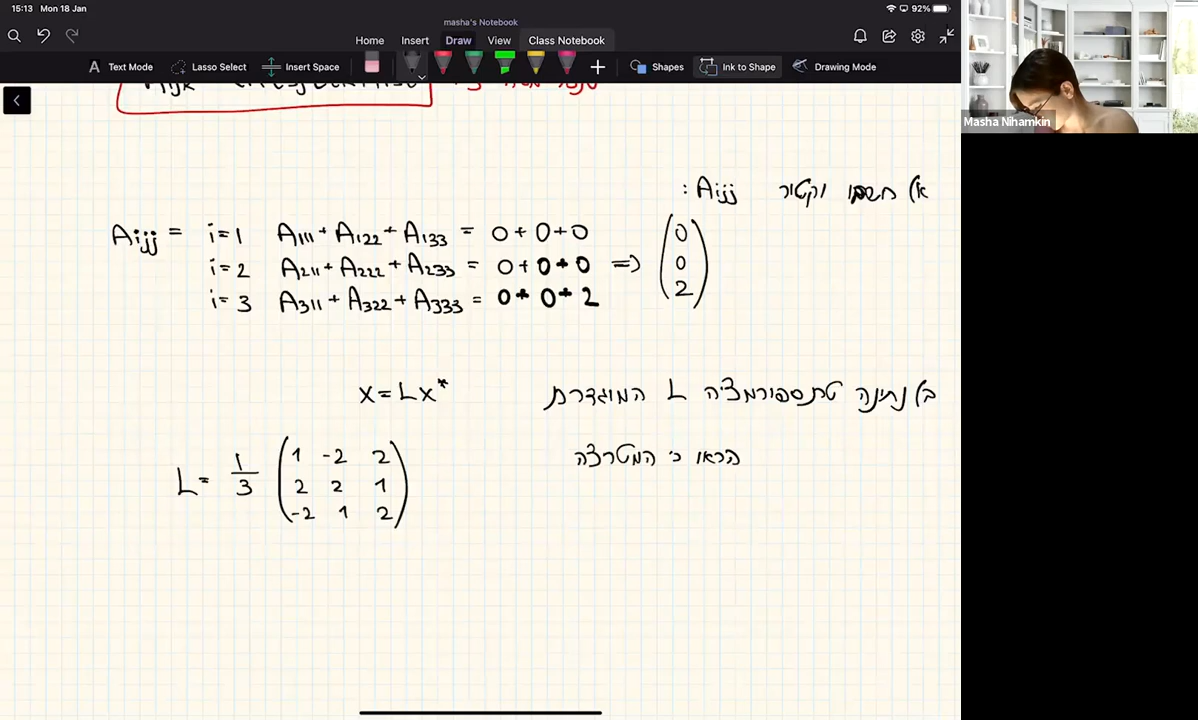 15:13 Mon 18 Jan
92%
masha's Notebook
Home Insert Draw View Class Notebook
Text Mode Lasso Select Insert Space Shapes Ink to Shape Drawing Mode
Masha Nihamkin
א) חשבו וקטור Aijj :
Aijj = i=1 A111 + A122 + A133 = 0 + 0 + 0
i=2 A211 + A222 + A233 = 0 + 0 + 0 => (0 0 2)
i=3 A311 + A322 + A333 = 0 + 0 + 2
ב) נתינה טרנספורמציה L המוגדרת x = Lx*
הראו כי המטריצה
L = 1/3 (1 -2 2
2 2 1
-2 1 2)